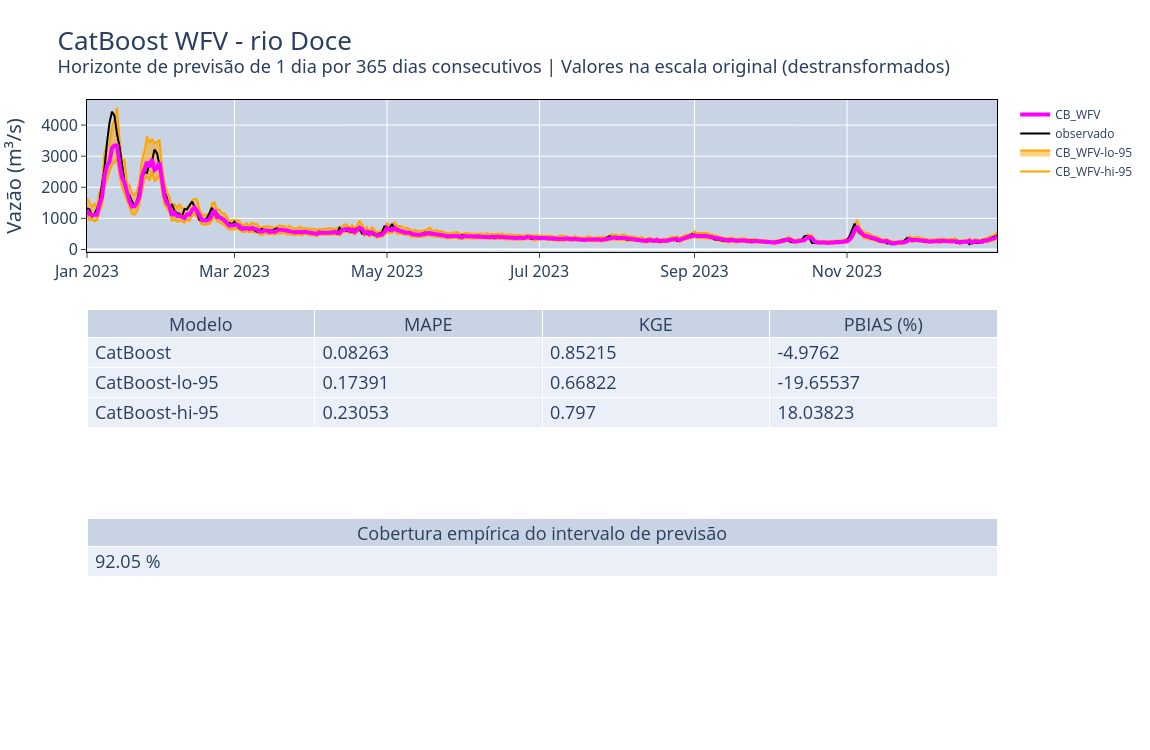 CatBoost WFV - rio Doce
Horizonte de previsão de 1 dia por 365 dias consecutivos | Valores na escala original (destransformados)
Vazão (m³/s)
4000
3000
2000
1000
0
Jan 2023 Mar 2023 May 2023 Jul 2023 Sep 2023 Nov 2023
CB_WFV
observado
CB_WFV-lo-95
CB_WFV-hi-95
Modelo MAPE KGE PBIAS (%)
CatBoost 0.08263 0.85215 -4.9762
CatBoost-lo-95 0.17391 0.66822 -19.65537
CatBoost-hi-95 0.23053 0.797 18.03823
Cobertura empírica do intervalo de previsão
92.05 %